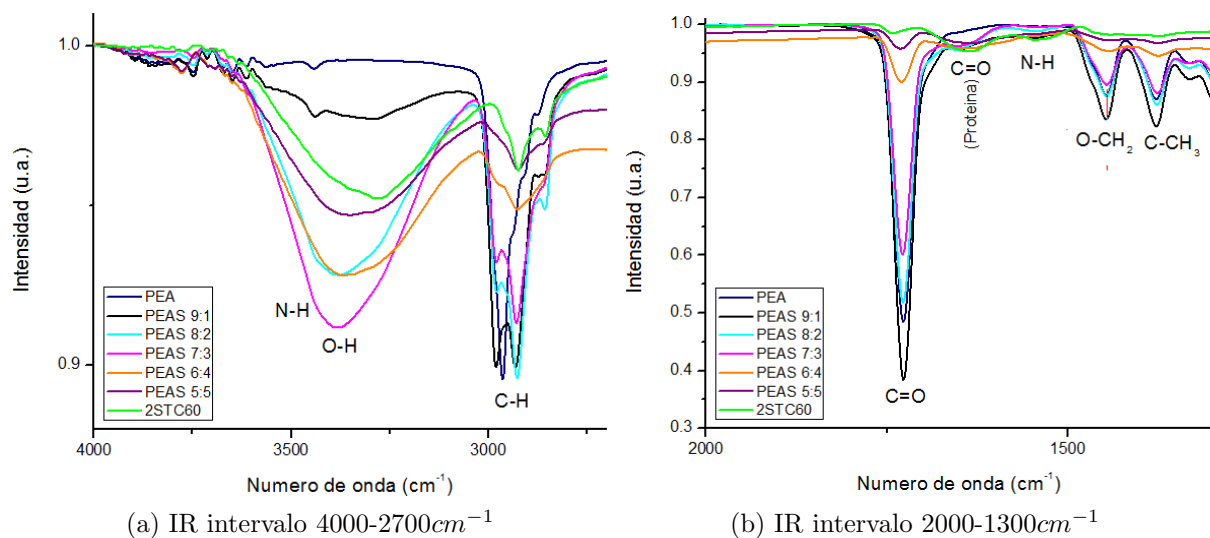 1.0
0.9
Intensidad (u.a.)
N-H
O-H
C-H
PEA
PEAS 9:1
PEAS 8:2
PEAS 7:3
PEAS 6:4
PEAS 5:5
2STC60
4000
3500
3000
Numero de onda (cm⁻¹)
(a) IR intervalo 4000-2700cm⁻¹
1.0
0.9
0.8
0.7
0.6
0.5
0.4
0.3
Intensidad (u.a.)
C=O
(Proteina)
N-H
O-CH₂
C-CH₃
C=O
PEA
PEAS 9:1
PEAS 8:2
PEAS 7:3
PEAS 6:4
PEAS 5:5
2STC60
2000
1500
Numero de onda (cm⁻¹)
(b) IR intervalo 2000-1300cm⁻¹